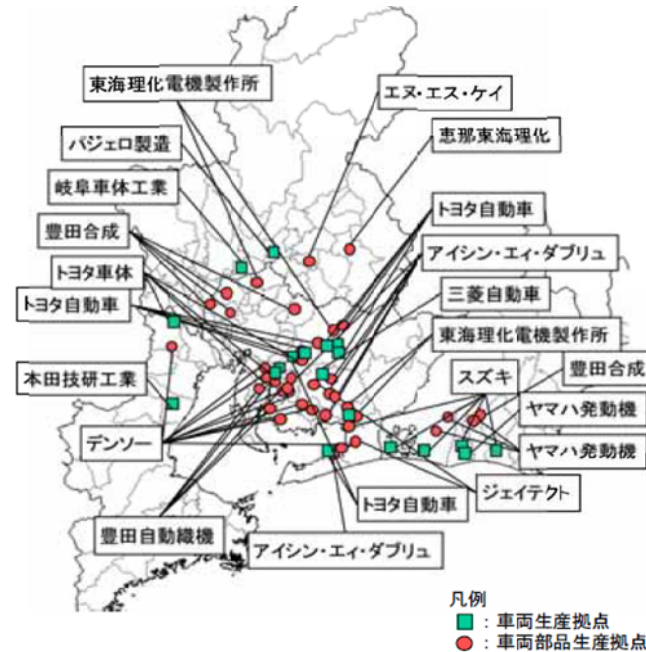 東海理化電機製作所
エヌ・エス・ケイ
パジェロ製造
恵那東海理化
岐阜車体工業
トヨタ自動車
豊田合成
アイシン・エィ・ダブリュ
トヨタ車体
三菱自動車
トヨタ自動車
東海理化電機製作所
豊田合成
スズキ
本田技研工業
ヤマハ発動機
デンソー
ヤマハ発動機
ジェイテクト
トヨタ自動車
豊田自動織機
アイシン・エィ・ダブリュ
凡例
:車両生産拠点
:車両部品生産拠点